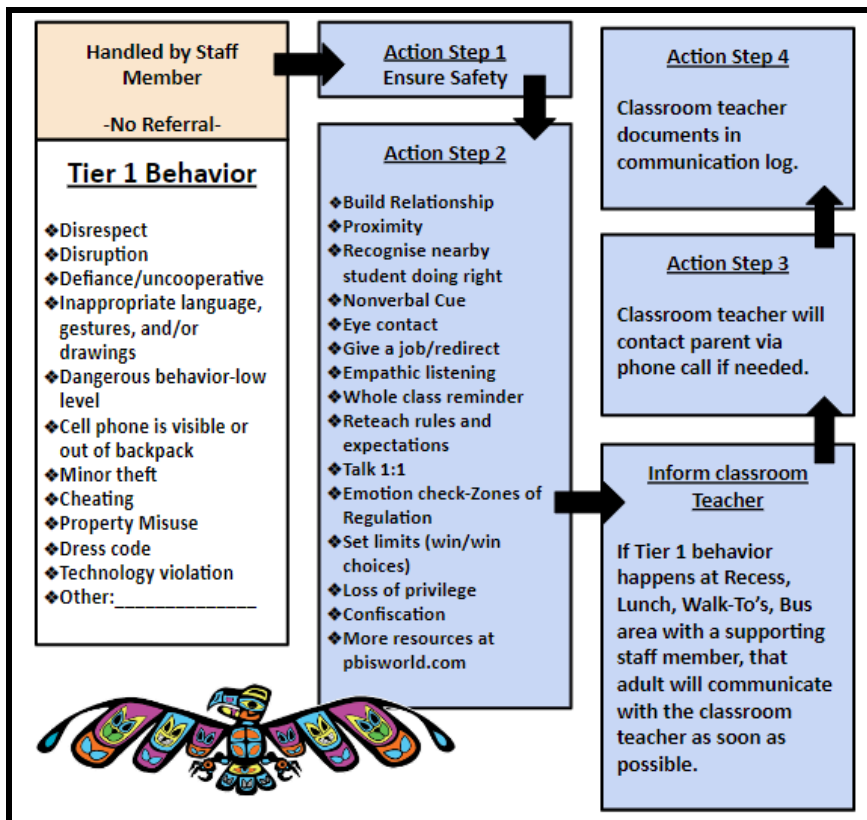 Handled by Staff
Member
-No Referral-
Tier 1 Behavior
❖Disrespect
❖Disruption
❖Defiance/uncooperative
❖Inappropriate language,
gestures, and/or
drawings
❖Dangerous behavior-low
level
❖Cell phone is visible or
out of backpack
❖Minor theft
❖Cheating
❖Property Misuse
❖Dress code
❖Technology violation
❖Other:______________
Action Step 1
Ensure Safety
Action Step 2
❖Build Relationship
❖Proximity
❖Recognise nearby
student doing right
❖Nonverbal Cue
❖Eye contact
❖Give a job/redirect
❖Empathic listening
❖Whole class reminder
❖Reteach rules and
expectations
❖Talk 1:1
❖Emotion check-Zones of
Regulation
❖Set limits (win/win
choices)
❖Loss of privilege
❖Confiscation
❖More resources at
pbisworld.com
Inform classroom
Teacher
If Tier 1 behavior
happens at Recess,
Lunch, Walk-To's, Bus
area with a supporting
staff member, that
adult will communicate
with the classroom
teacher as soon as
possible.
Action Step 3
Classroom teacher will
contact parent via
phone call if needed.
Action Step 4
Classroom teacher
documents in
communication log.